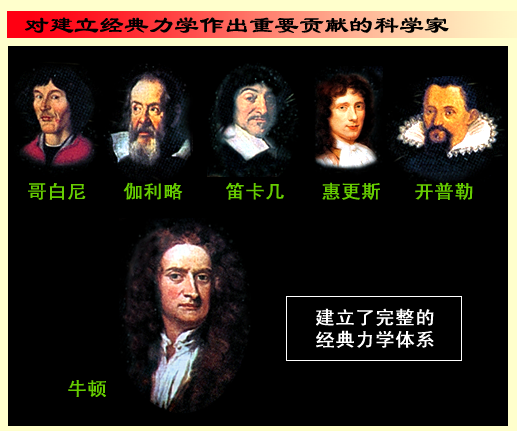 对建立经典力学作出重要贡献的科学家
哥白尼 伽利略 笛卡几 惠更斯 开普勒
建立了完整的
经典力学体系
牛顿